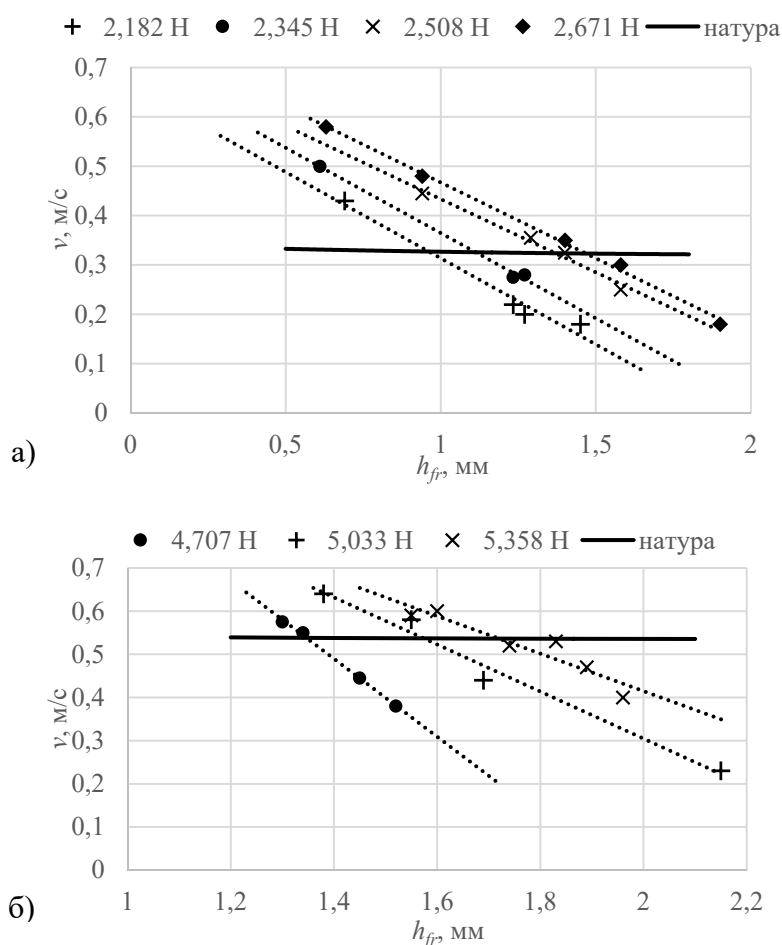 2,182 Н 2,345 Н 2,508 Н 2,671 Н натура
0,7
0,6
0,5
0,4
0,3
0,2
0,1
0
v, м/с
0 0,5 1 1,5 2
h_fr, мм
а)
4,707 Н 5,033 Н 5,358 Н натура
0,7
0,6
0,5
0,4
0,3
0,2
0,1
0
v, м/с
1 1,2 1,4 1,6 1,8 2 2,2
h_fr, мм
б)